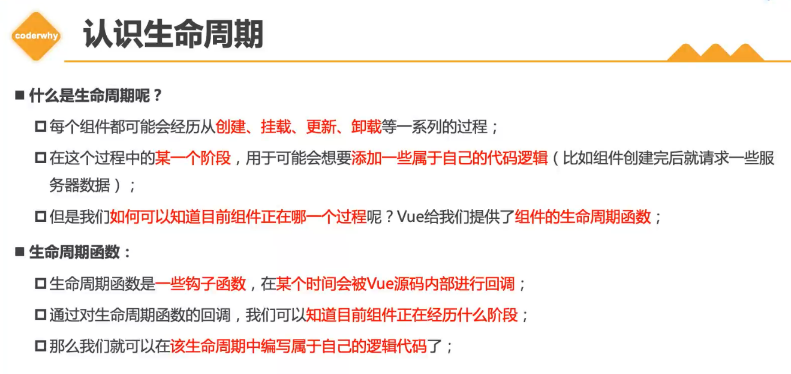 coderwhy
认识生命周期
■ 什么是生命周期呢？
每个组件都可能会经历从创建、挂载、更新、卸载等一系列的过程；
在这个过程中的某一个阶段，用于可能会想要添加一些属于自己的代码逻辑（比如组件创建完后就请求一些服
务器数据）；
但是我们如何可以知道目前组件正在哪一个过程呢？Vue给我们提供了组件的生命周期函数；
■ 生命周期函数：
生命周期函数是一些钩子函数，在某个时间会被Vue源码内部进行回调；
通过对生命周期函数的回调，我们可以知道目前组件正在经历什么阶段；
那么我们就可以在该生命周期中编写属于自己的逻辑代码了；